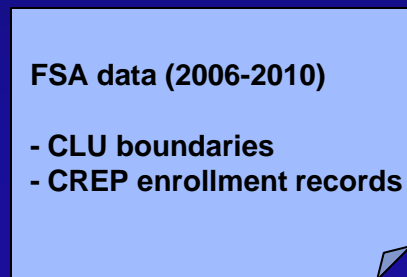 FSA data (2006-2010)
- CLU boundaries
- CREP enrollment records